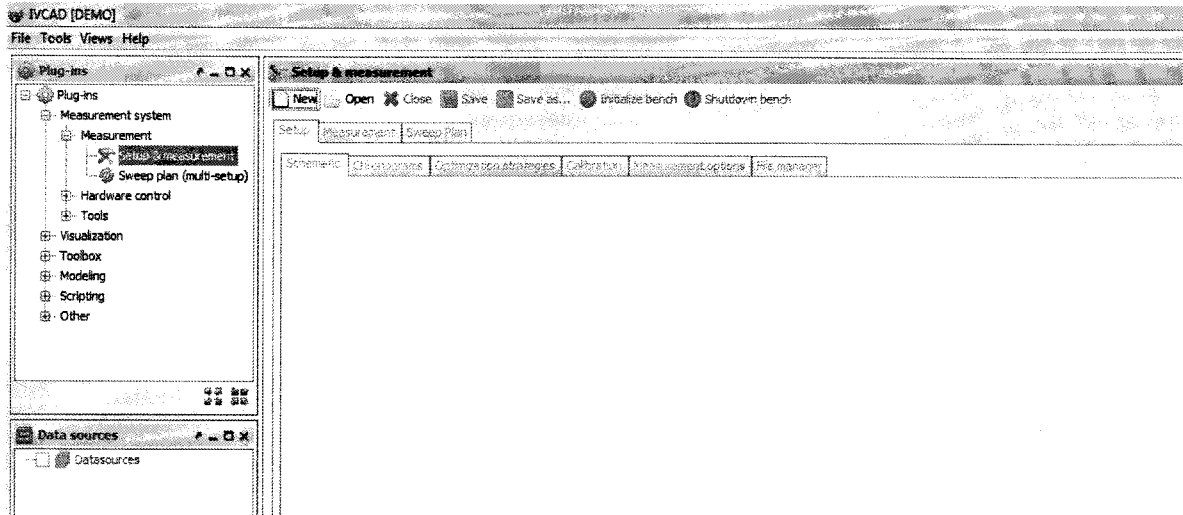 IVCAD [DEMO]
File Tools Views Help
Plug-ins
Plug-ins
Measurement system
Measurement
Setup & measurement
Sweep plan (multi-setup)
Hardware control
Tools
Visualization
Toolbox
Modeling
Scripting
Other
Data sources
Datasources
Setup & measurement
New Open Close Save Save as... Initialize bench Shutdown bench
Setup Measurement Sweep Plan
Schematic Chronograms Optimization strategies Calibration Measurement options File manager